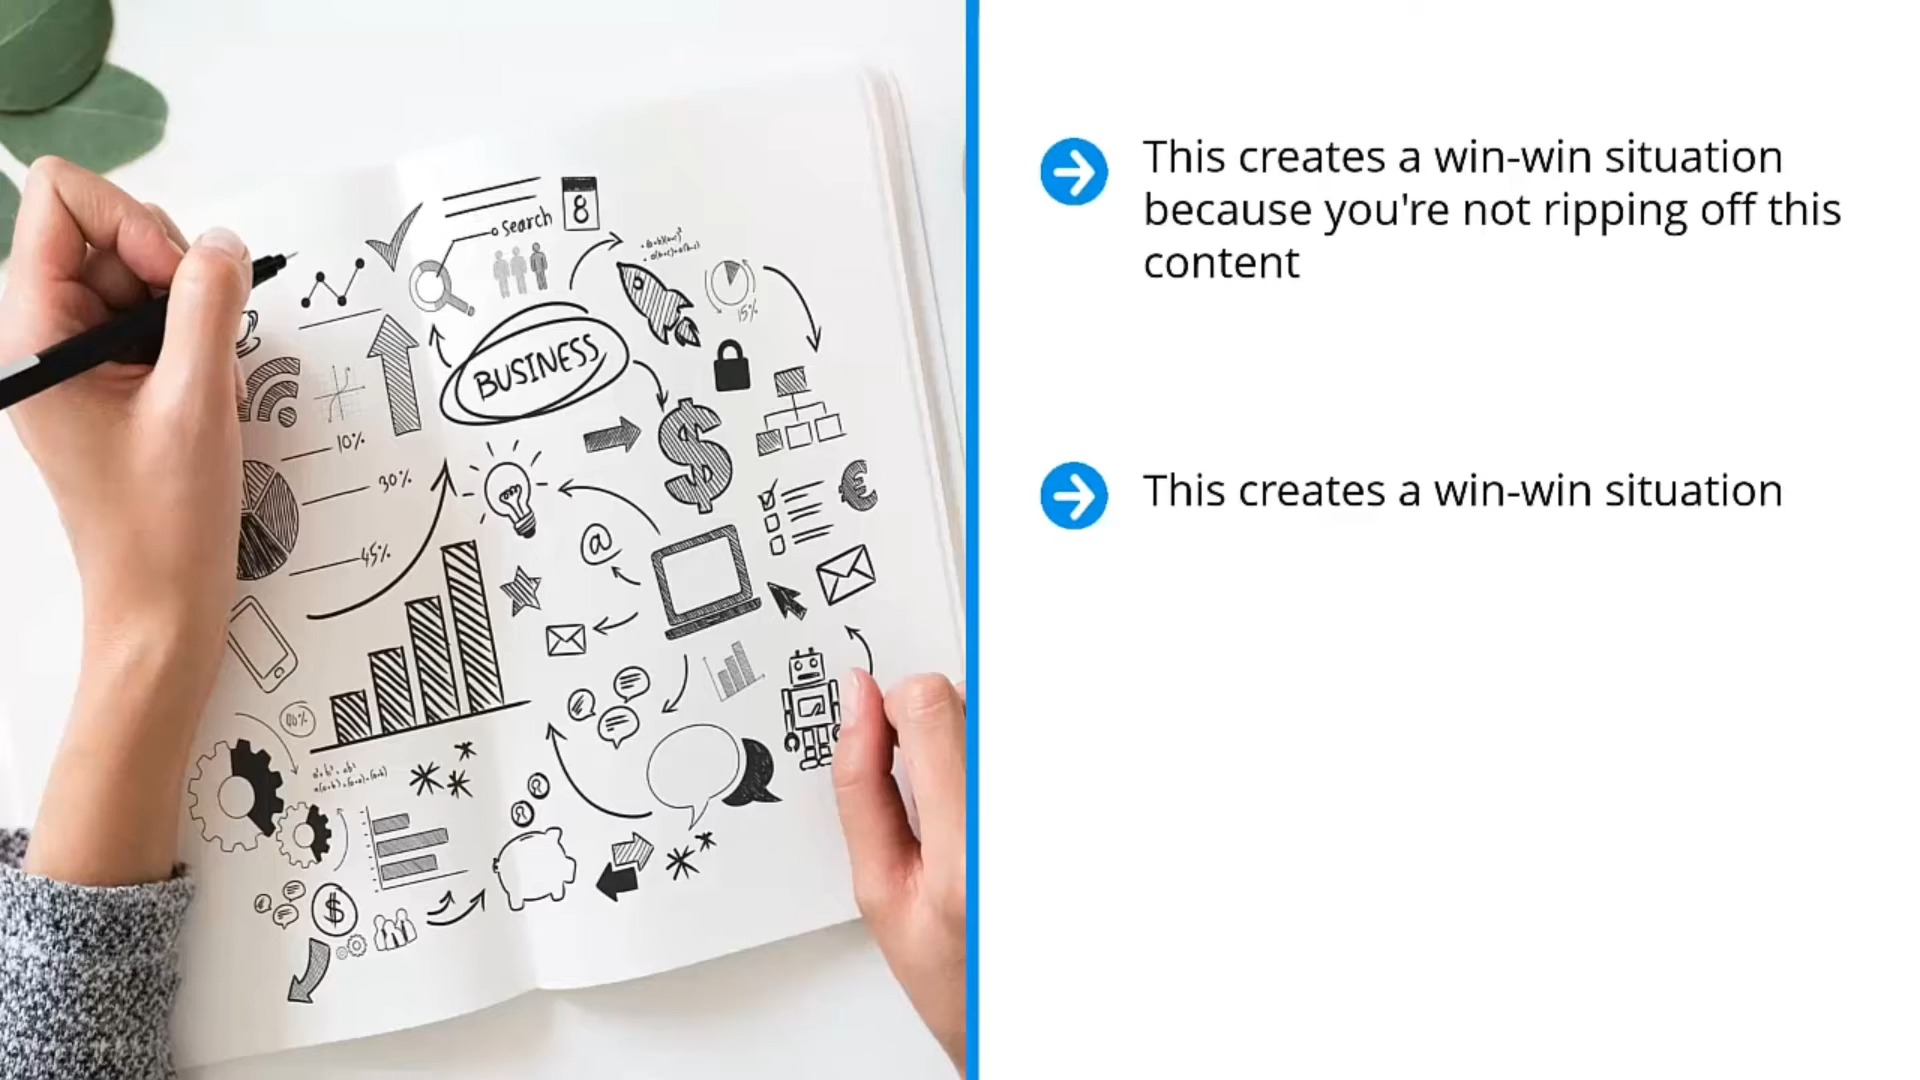 search
8
15%
BUSINESS
10%
30%
45%
@
$
€
$
This creates a win-win situation
because you're not ripping off this
content
This creates a win-win situation